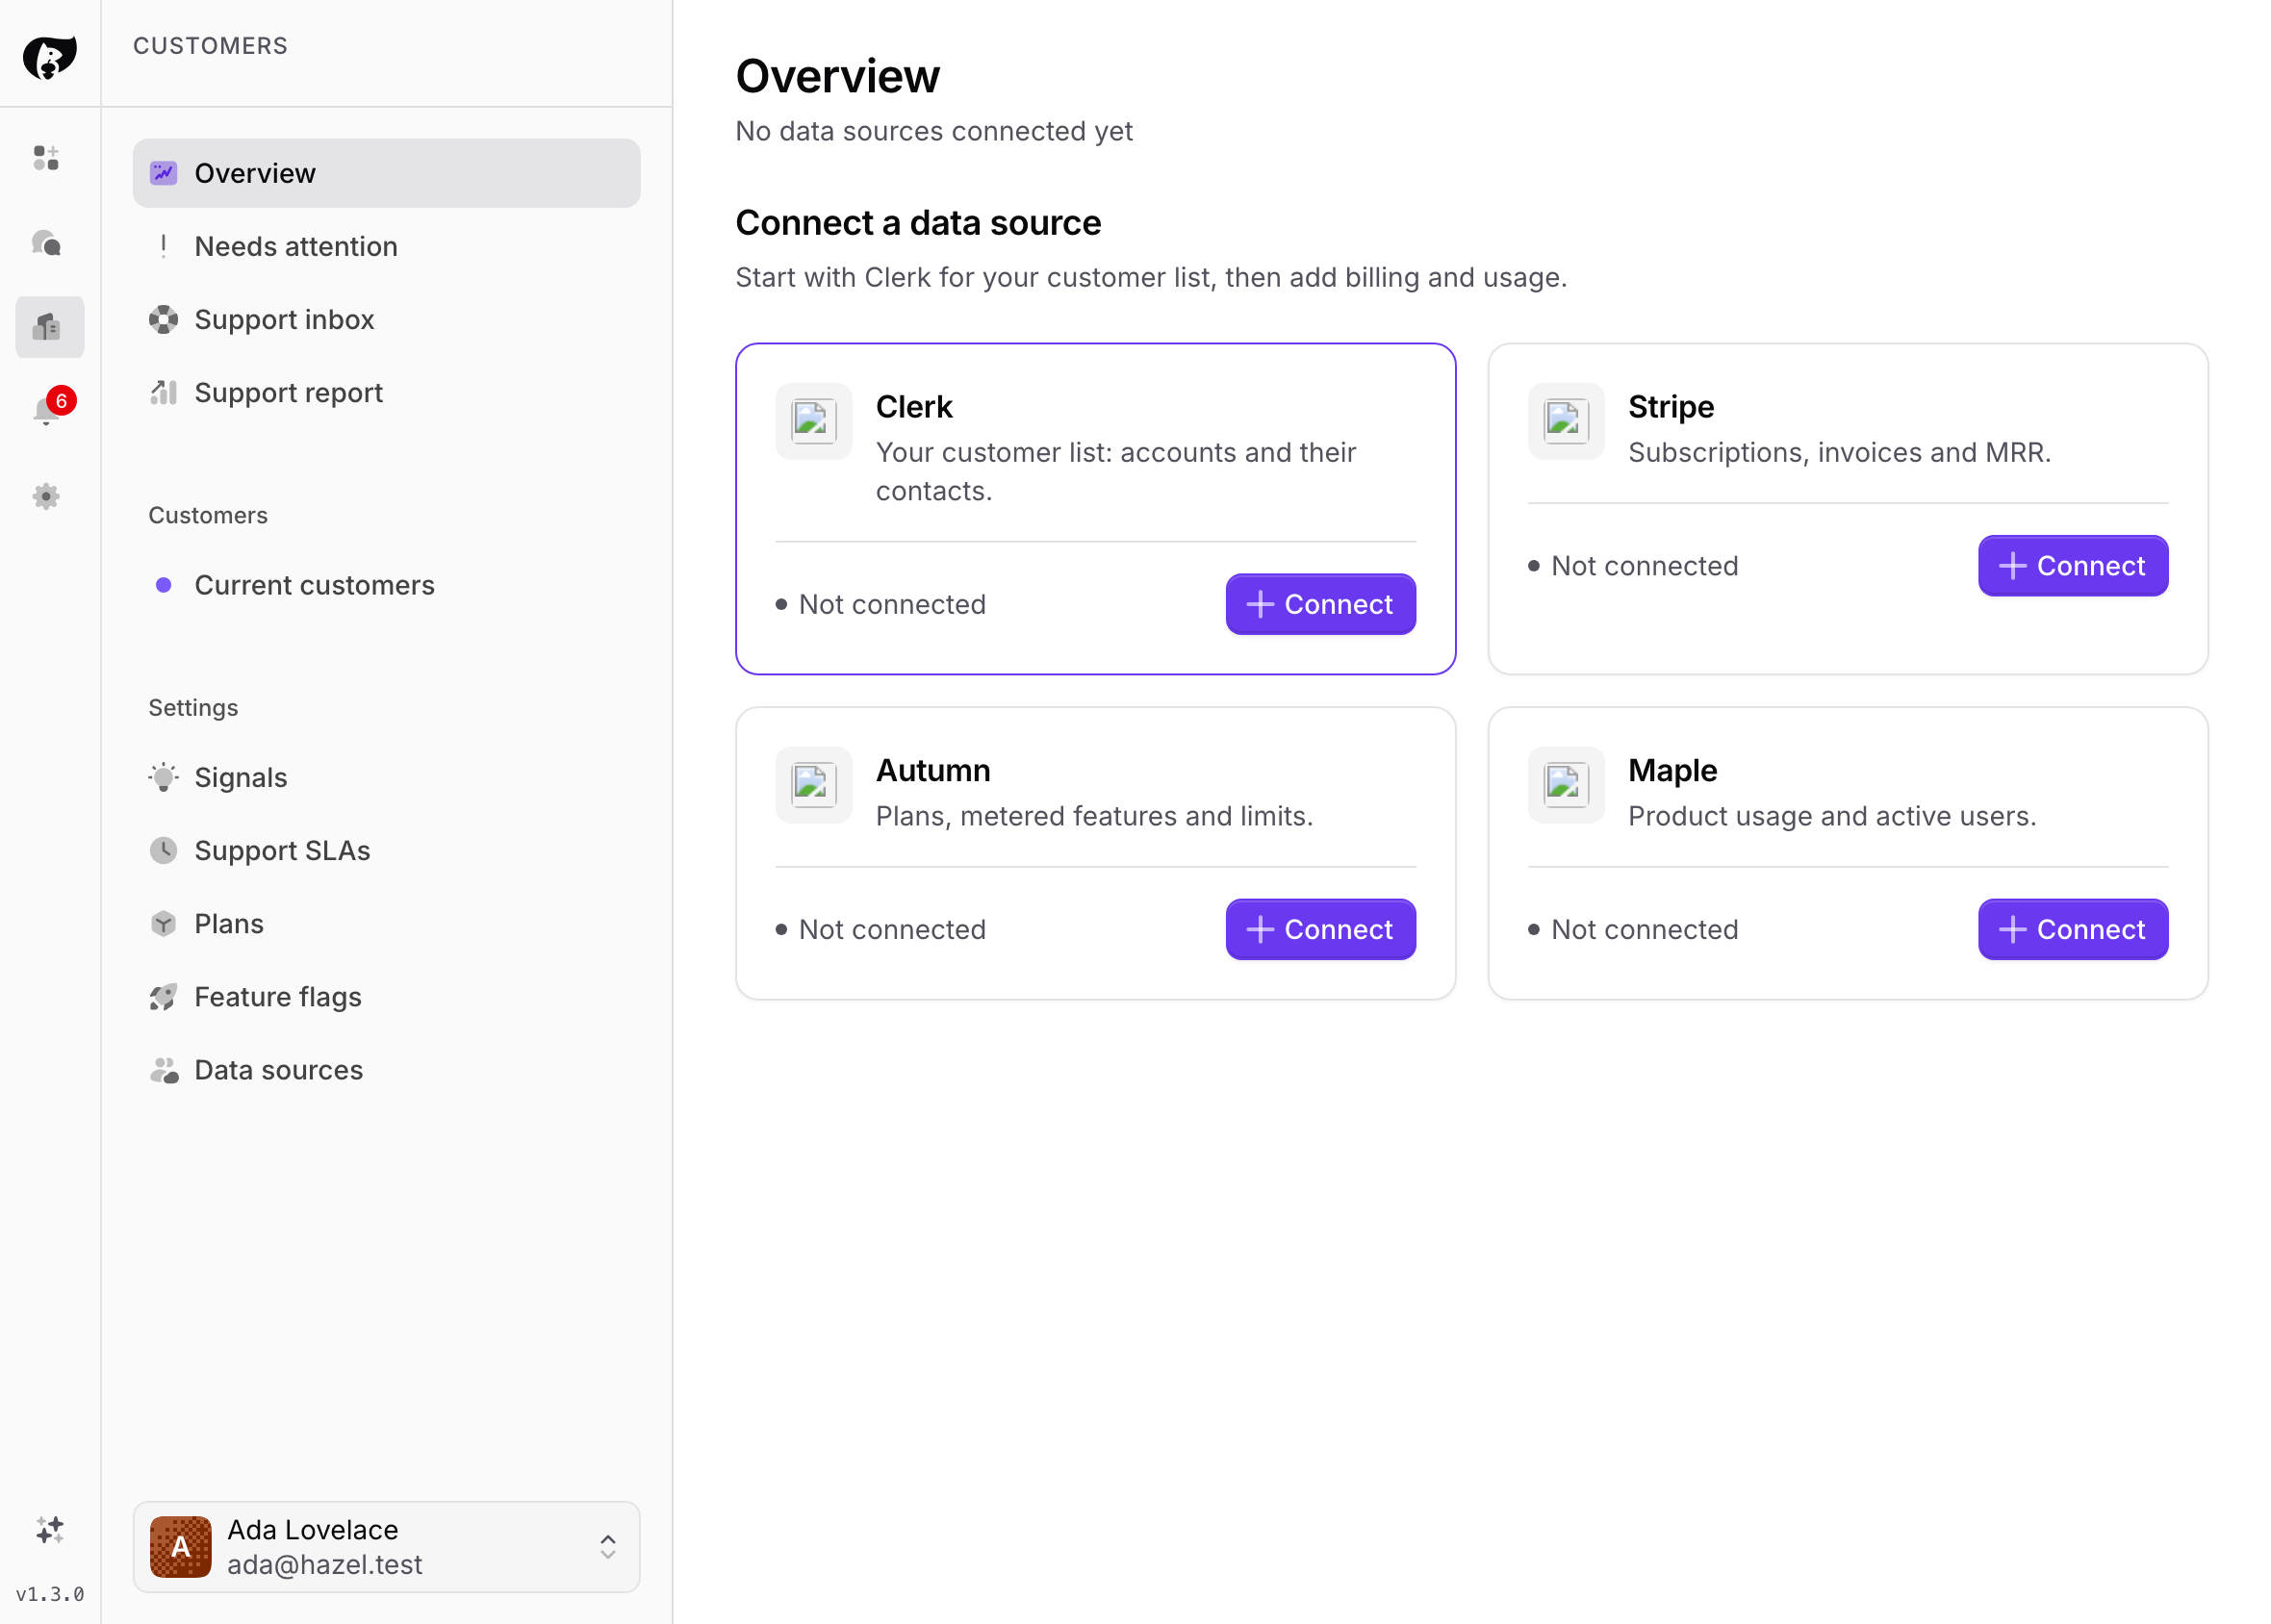 CUSTOMERS
Overview
Needs attention
Support inbox
Support report
6
Customers
Current customers
Settings
Signals
Support SLAs
Plans
Feature flags
Data sources
A
Ada Lovelace
ada@hazel.test
v1.3.0
Overview
No data sources connected yet
Connect a data source
Start with Clerk for your customer list, then add billing and usage.
Clerk
Your customer list: accounts and their
contacts.
Not connected
Connect
Stripe
Subscriptions, invoices and MRR.
Not connected
Connect
Autumn
Plans, metered features and limits.
Not connected
Connect
Maple
Product usage and active users.
Not connected
Connect